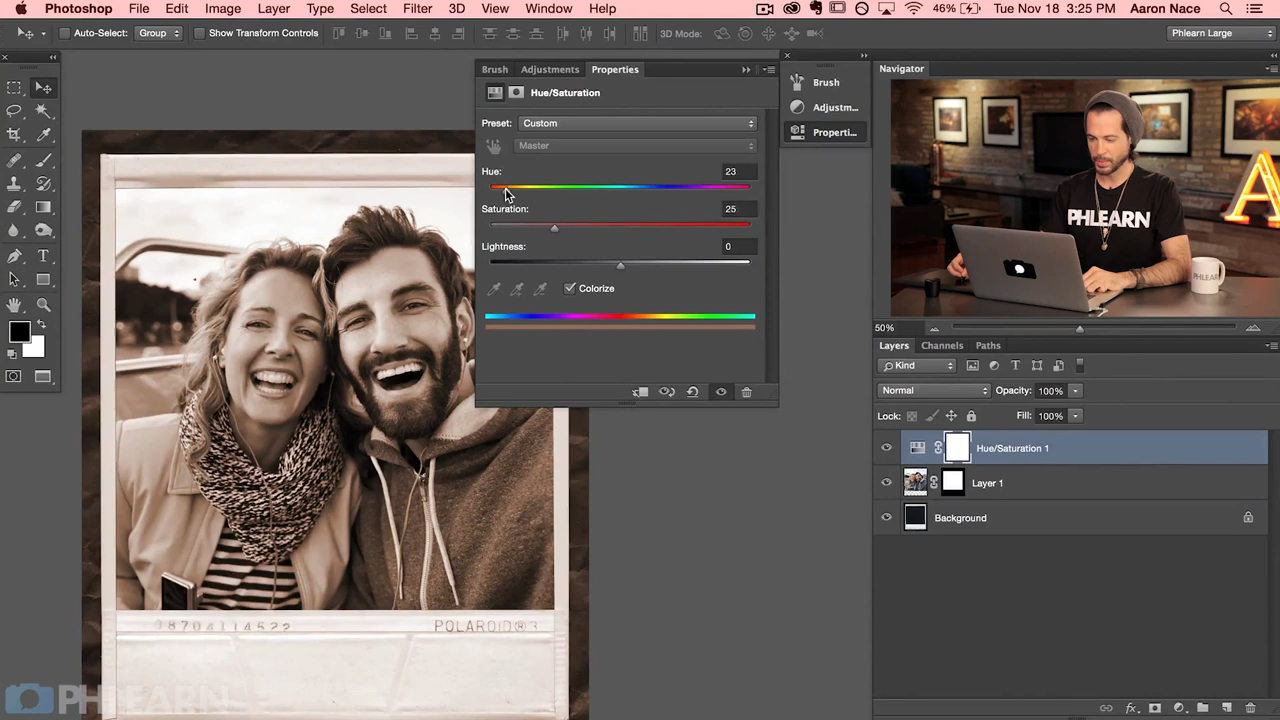 Photoshop File Edit Image Layer Type Select Filter 3D View Window Help 46% Tue Nov 18 3:25 PM Aaron Nace
Auto-Select: Group Show Transform Controls 3D Mode: Phlearn Large
Brush Adjustments Properties
Hue/Saturation
Preset: Custom
Master
Hue: 23
Saturation: 25
Lightness: 0
Colorize
Brush
Adjustm...
Properti...
Navigator
PHLEARN
PHLEARN
A
50%
Layers Channels Paths
Kind
Normal Opacity: 100%
Lock: Fill: 100%
Hue/Saturation 1
Layer 1
Background
08704114522 POLAROID®3
PHLEARN